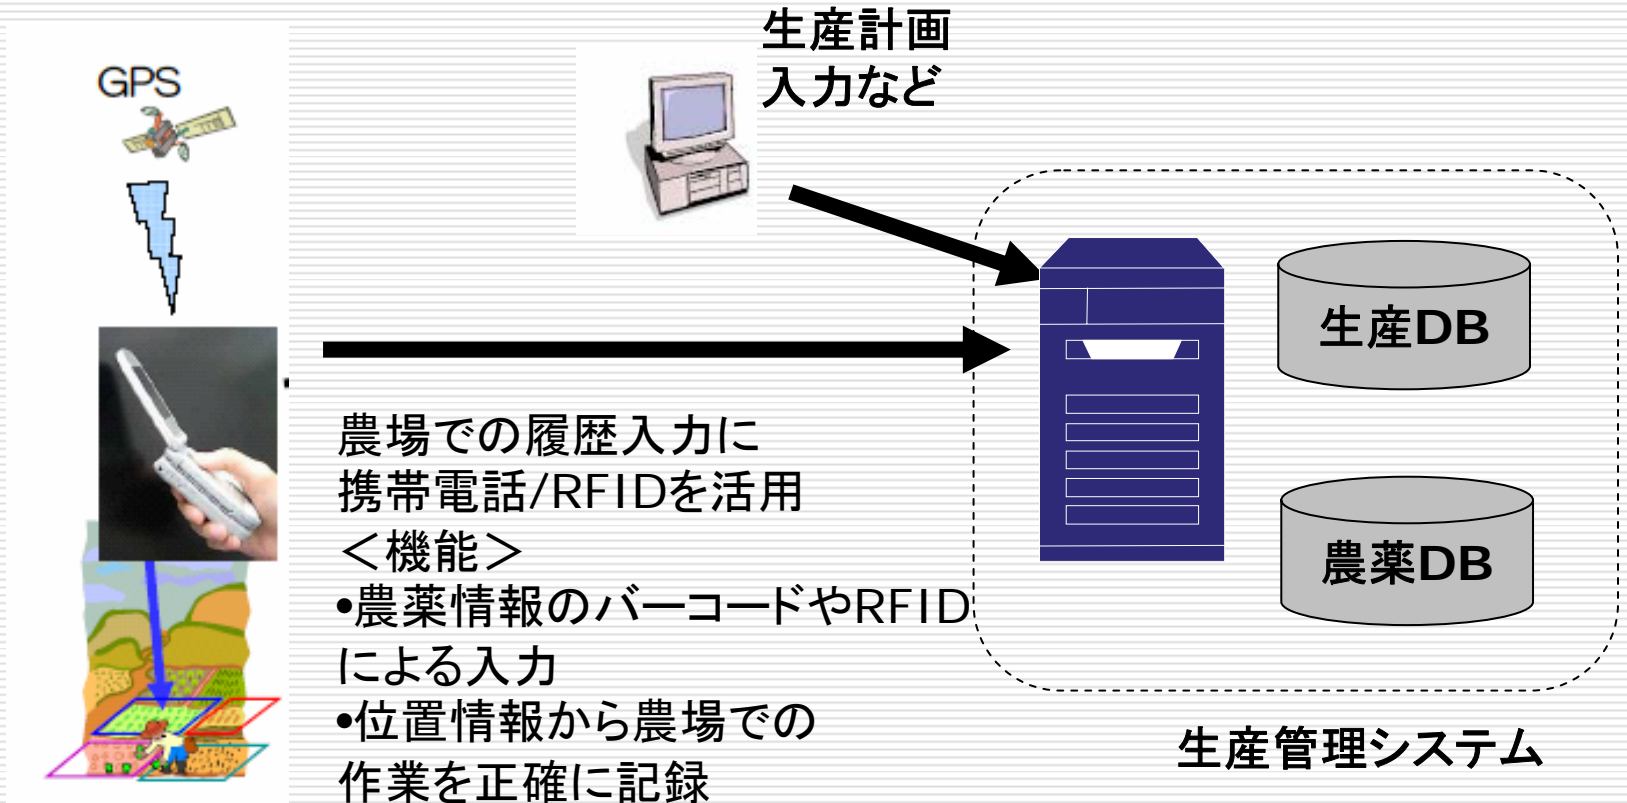 GPS
生産計画
入力など
生産DB
農薬DB
農場での履歴入力に
携帯電話/RFIDを活用
＜機能＞
•農薬情報のバーコードやRFID
による入力
•位置情報から農場での
作業を正確に記録
生産管理システム